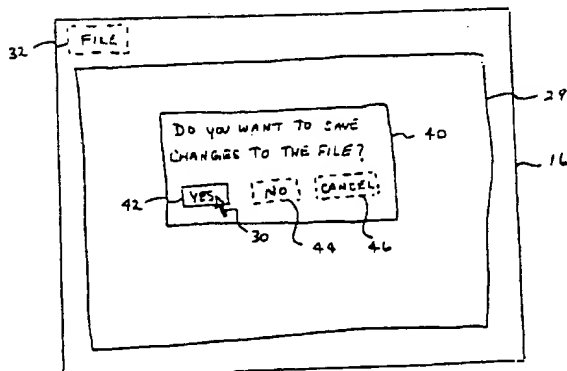 32
FILE
29
DO YOU WANT TO SAVE
CHANGES TO THE FILE?
40
16
42
YES
NO
CANCEL
30
44
46